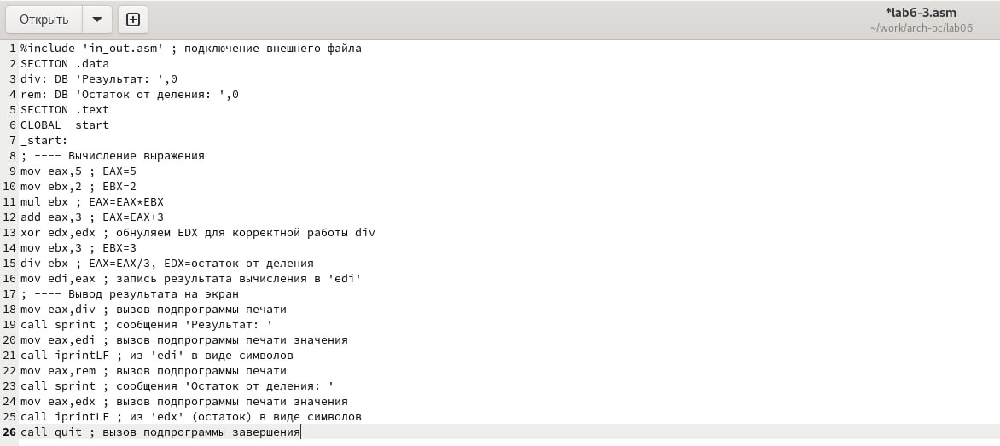 Открыть
*lab6-3.asm
~/work/arch-pc/lab06
1 %include 'in_out.asm' ; подключение внешнего файла
2 SECTION .data
3 div: DB 'Результат: ',0
4 rem: DB 'Остаток от деления: ',0
5 SECTION .text
6 GLOBAL _start
7 _start:
8 ; ---- Вычисление выражения
9 mov eax,5 ; EAX=5
10 mov ebx,2 ; EBX=2
11 mul ebx ; EAX=EAX*EBX
12 add eax,3 ; EAX=EAX+3
13 xor edx,edx ; обнуляем EDX для корректной работы div
14 mov ebx,3 ; EBX=3
15 div ebx ; EAX=EAX/3, EDX=остаток от деления
16 mov edi,eax ; запись результата вычисления в 'edi'
17 ; ---- Вывод результата на экран
18 mov eax,div ; вызов подпрограммы печати
19 call sprint ; сообщения 'Результат: '
20 mov eax,edi ; вызов подпрограммы печати значения
21 call iprintLF ; из 'edi' в виде символов
22 mov eax,rem ; вызов подпрограммы печати
23 call sprint ; сообщения 'Остаток от деления: '
24 mov eax,edx ; вызов подпрограммы печати значения
25 call iprintLF ; из 'edx' (остаток) в виде символов
26 call quit ; вызов подпрограммы завершения